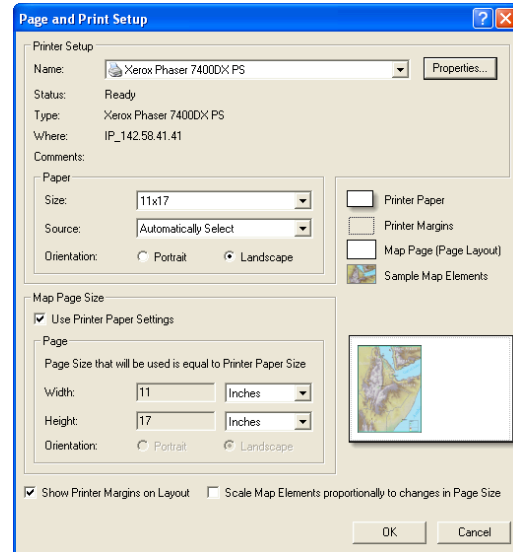 Page and Print Setup
Printer Setup
Name: Xerox Phaser 7400DX PS Properties...
Status: Ready
Type: Xerox Phaser 7400DX PS
Where: IP_142.58.41.41
Comments:
Paper
Size: 11x17
Source: Automatically Select
Orientation: Portrait Landscape
Printer Paper
Printer Margins
Map Page (Page Layout)
Sample Map Elements
Map Page Size
Use Printer Paper Settings
Page
Page Size that will be used is equal to Printer Paper Size
Width: 11 Inches
Height: 17 Inches
Orientation: Portrait Landscape
Show Printer Margins on Layout Scale Map Elements proportionally to changes in Page Size
OK Cancel